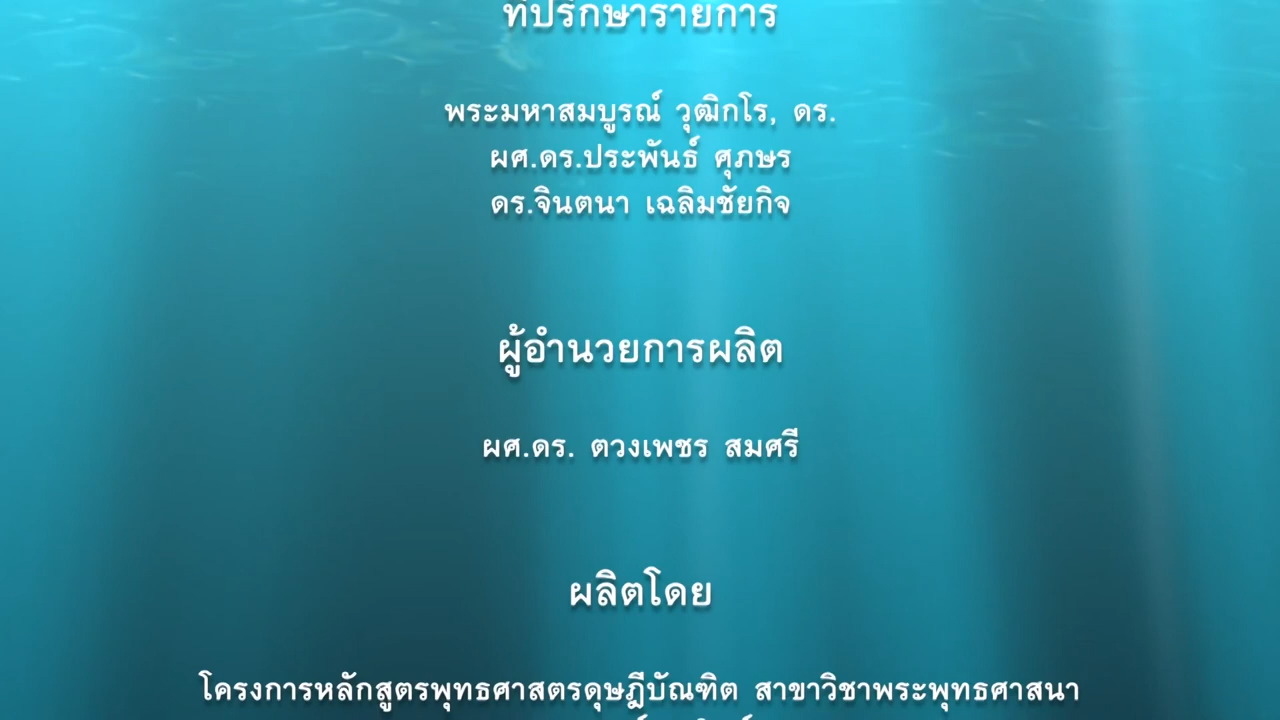 ที่ปรึกษารายการ
พระมหาสมบูรณ์ วุฑิกโร, ดร.
ผศ.ดร.ประพันธ์ ศุภษร
ดร.จินตนา เฉลิมชัยกิจ
ผู้อำนวยการผลิต
ผศ.ดร. ตวงเพชร สมศรี
ผลิตโดย
โครงการหลักสูตรพุทธศาสตรดุษฎีบัณฑิต สาขาวิชาพระพุทธศาสนา